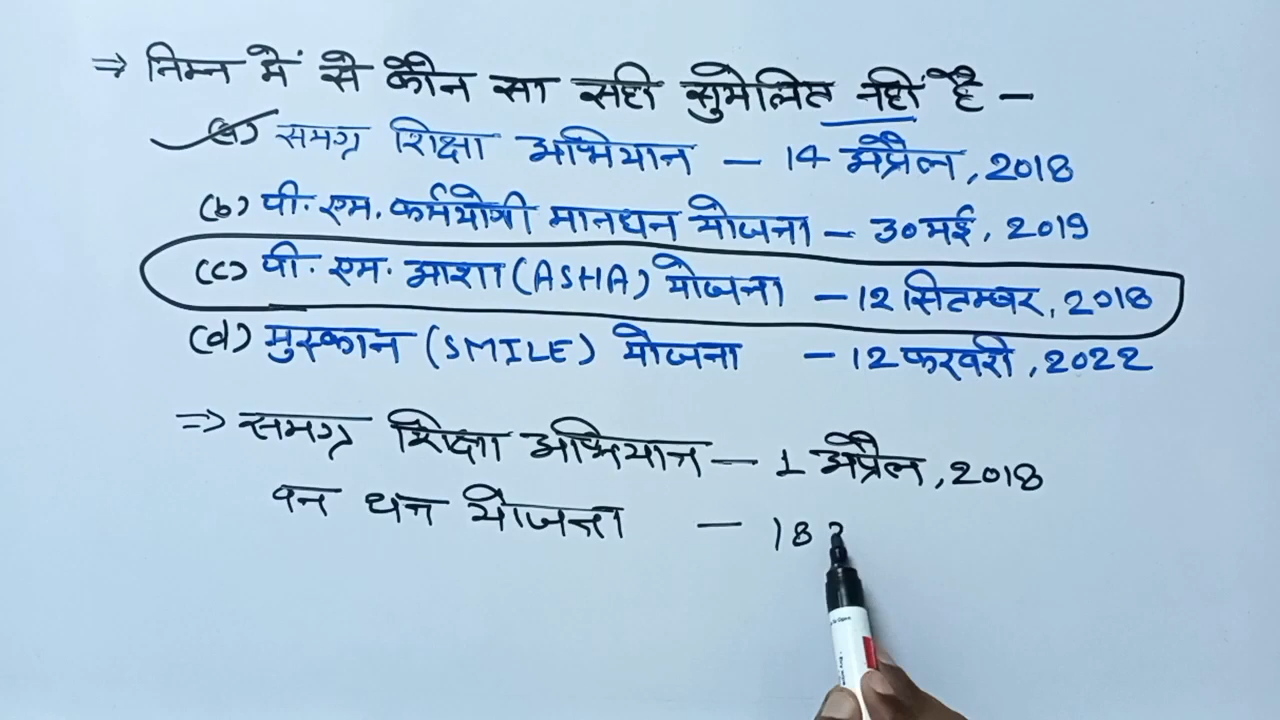 ⇒ निम्न में से कौन सा सही सुमेलित नहीं है -
(a) समग्र शिक्षा अभियान - 14 अप्रैल, 2018
(b) पी. एम. कर्मयोगी मानधन योजना - 30 मई, 2019
(c) पी. एम. आशा (ASHA) योजना - 12 सितम्बर, 2018
(d) मुस्कान (SMILE) योजना - 12 फरवरी, 2022
⇒ समग्र शिक्षा अभियान - 1 अप्रैल, 2018
वन धन योजना - 18